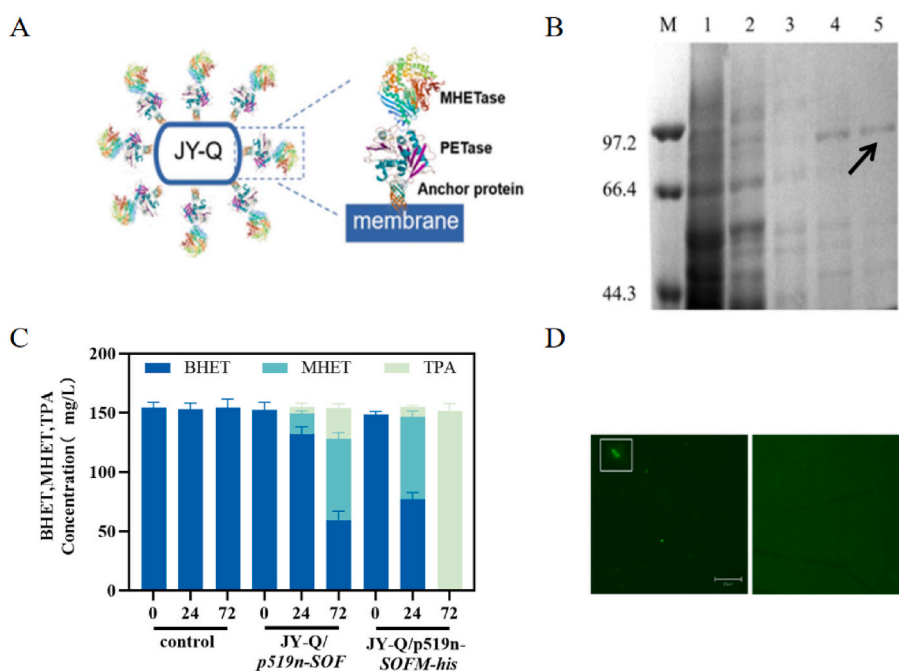 A
JY-Q
MHETase
PETase
Anchor protein
membrane
B
M 1 2 3 4 5
97.2
66.4
44.3
C
BHET MHET TPA
BHET,MHET,TPA
Concentration( mg/L)
200
150
100
50
0
0 24 72 0 24 72 0 24 72
control
JY-Q/
p519n-SOF
JY-Q/p519n-
SOFM-his
D